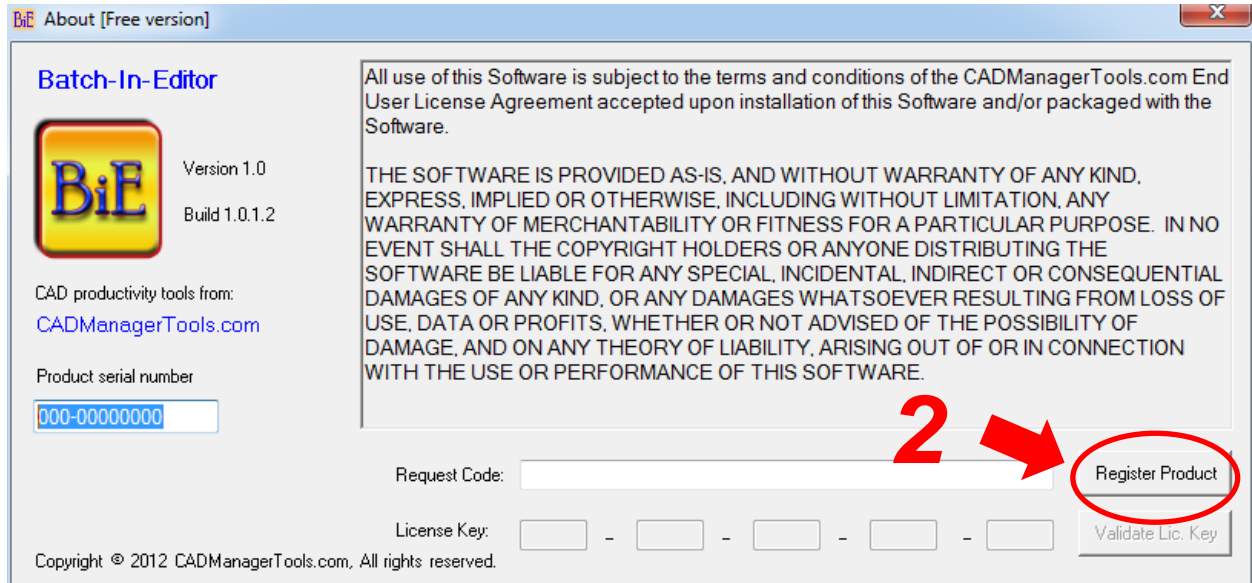 BiE About [Free version]
Batch-In-Editor
BiE
Version 1.0
Build 1.0.1.2
CAD productivity tools from:
CADManagerTools.com
Product serial number
000-00000000
All use of this Software is subject to the terms and conditions of the CADManagerTools.com End
User License Agreement accepted upon installation of this Software and/or packaged with the
Software.
THE SOFTWARE IS PROVIDED AS-IS, AND WITHOUT WARRANTY OF ANY KIND,
EXPRESS, IMPLIED OR OTHERWISE, INCLUDING WITHOUT LIMITATION, ANY
WARRANTY OF MERCHANTABILITY OR FITNESS FOR A PARTICULAR PURPOSE.  IN NO
EVENT SHALL THE COPYRIGHT HOLDERS OR ANYONE DISTRIBUTING THE
SOFTWARE BE LIABLE FOR ANY SPECIAL, INCIDENTAL, INDIRECT OR CONSEQUENTIAL
DAMAGES OF ANY KIND, OR ANY DAMAGES WHATSOEVER RESULTING FROM LOSS OF
USE, DATA OR PROFITS, WHETHER OR NOT ADVISED OF THE POSSIBILITY OF
DAMAGE, AND ON ANY THEORY OF LIABILITY, ARISING OUT OF OR IN CONNECTION
WITH THE USE OR PERFORMANCE OF THIS SOFTWARE.
2
Request Code:
Register Product
License Key: - - - -
Validate Lic. Key
Copyright © 2012 CADManagerTools.com, All rights reserved.